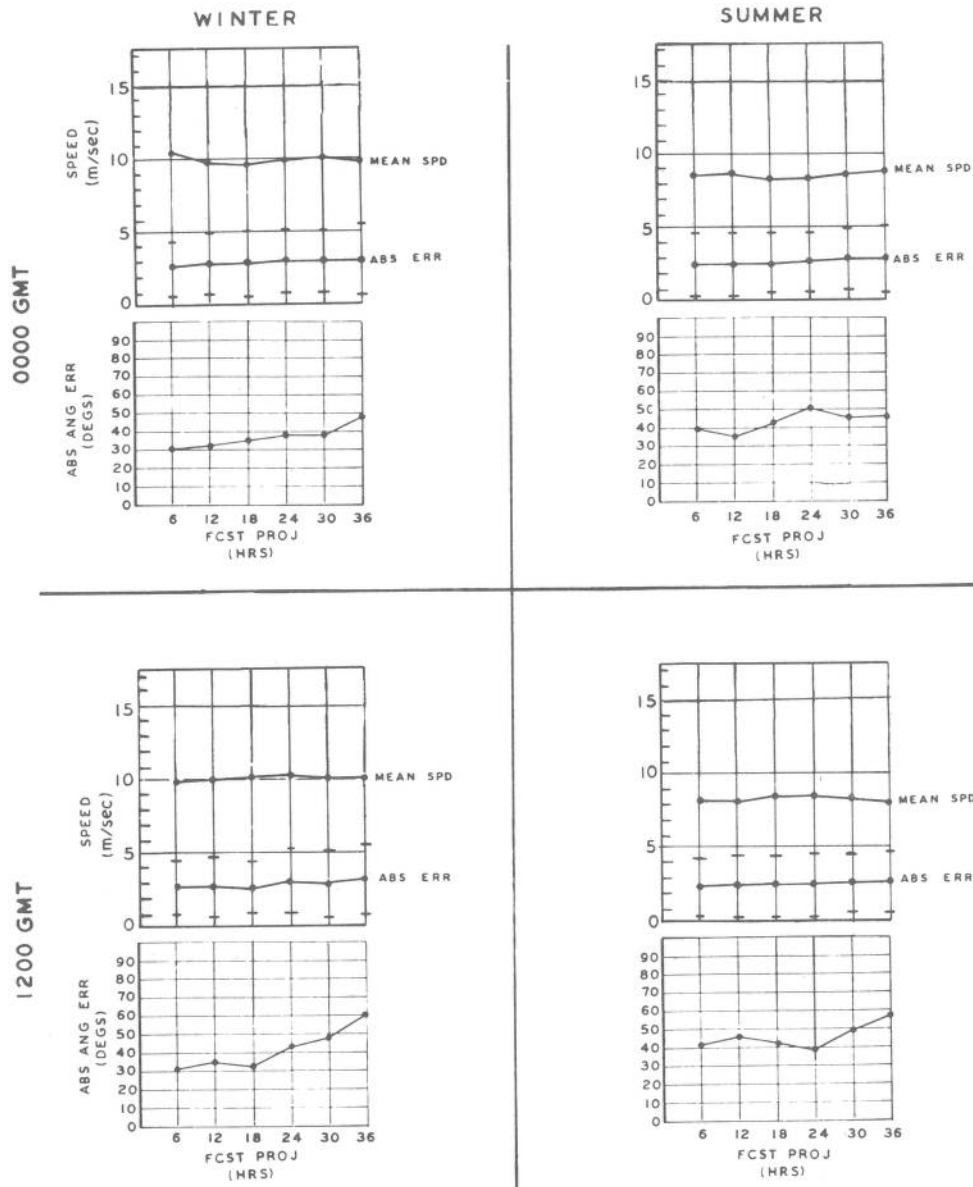 WINTER
SUMMER
0000 GMT
SPEED
(m/sec)
15
10
5
0
MEAN SPD
ABS ERR
ABS ANG ERR
(DEGS)
90
80
70
60
50
40
30
20
10
0
6 12 18 24 30 36
FCST PROJ
(HRS)
15
10
5
0
MEAN SPD
ABS ERR
90
80
70
60
50
40
30
20
10
0
6 12 18 24 30 36
FCST PROJ
(HRS)
1200 GMT
SPEED
(m/sec)
15
10
5
0
MEAN SPD
ABS ERR
ABS ANG ERR
(DEGS)
90
80
70
60
50
40
30
20
10
0
6 12 18 24 30 36
FCST PROJ
(HRS)
15
10
5
0
MEAN SPD
ABS ERR
90
80
70
60
50
40
30
20
10
0
6 12 18 24 30 36
FCST PROJ
(HRS)